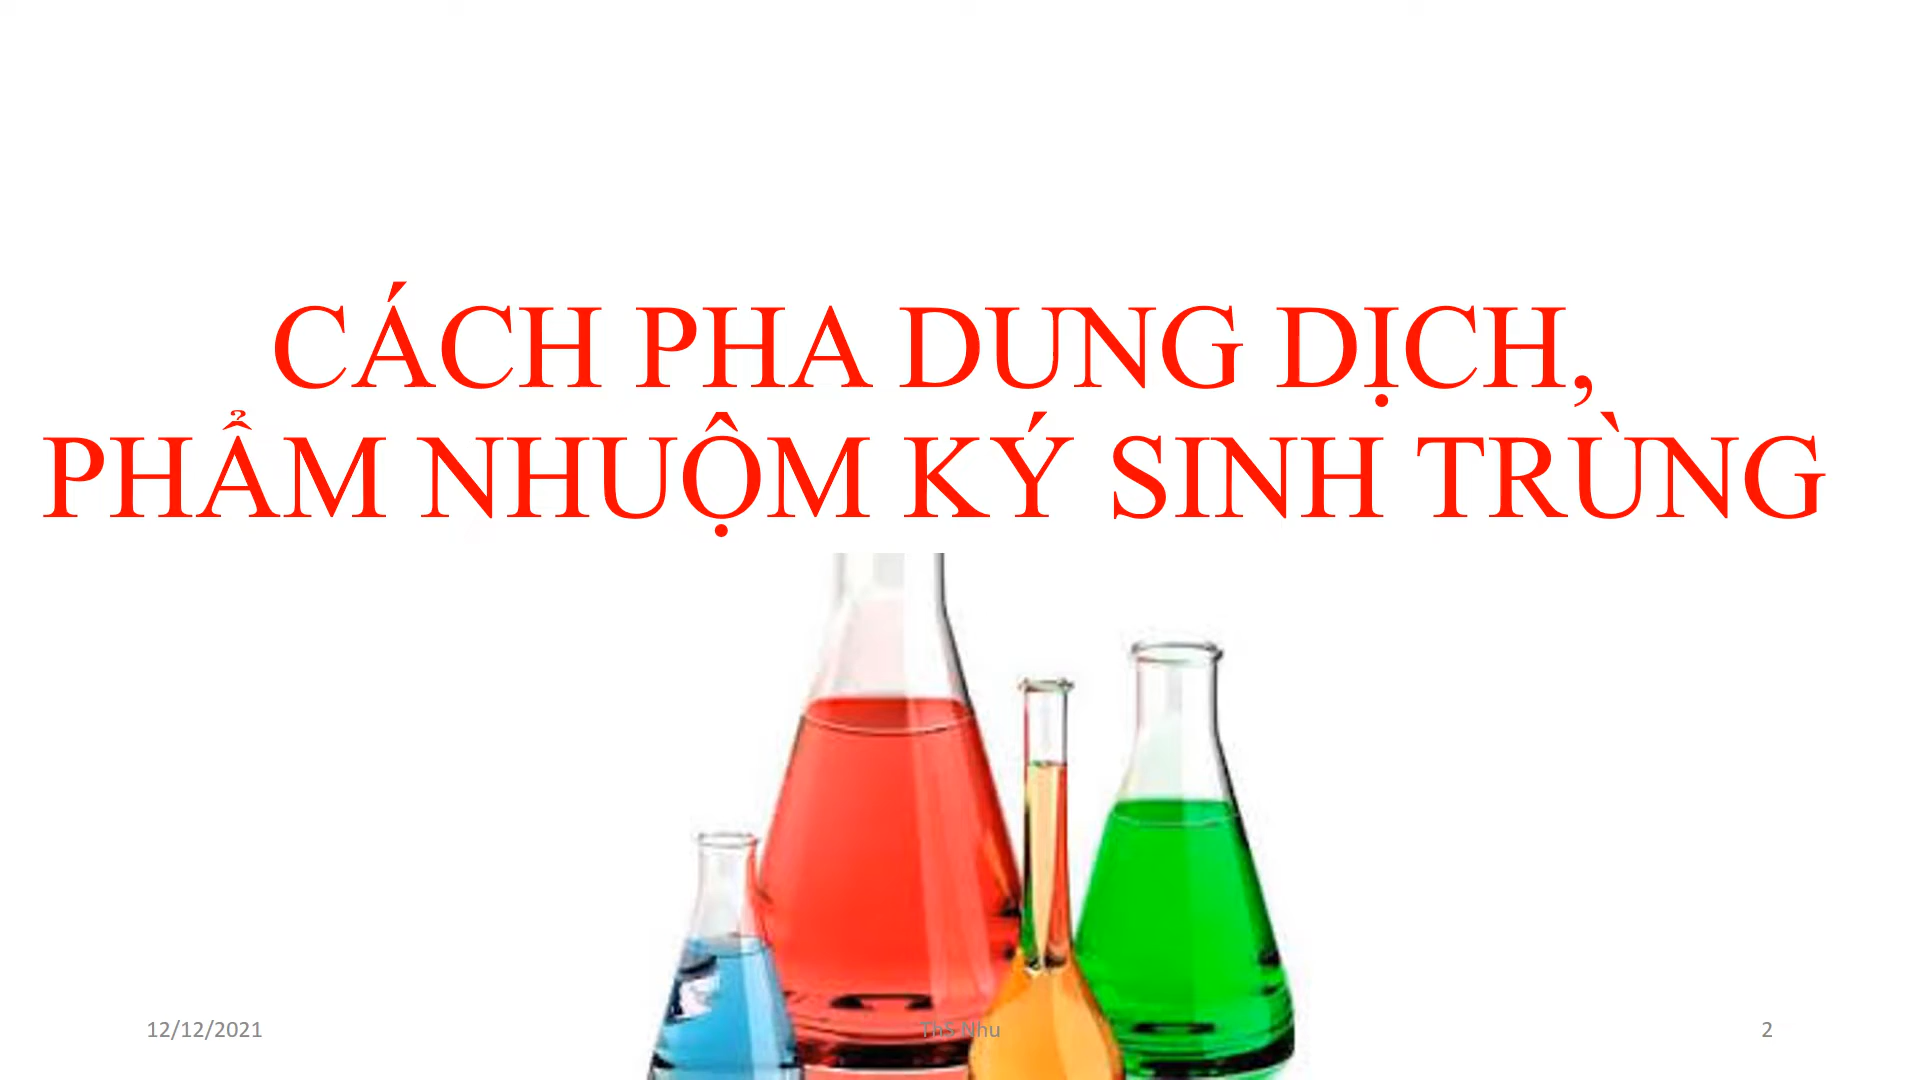 CÁCH PHA DUNG DỊCH,
PHẨM NHUỘM KÝ SINH TRÙNG
12/12/2021
ThS Nhu
2